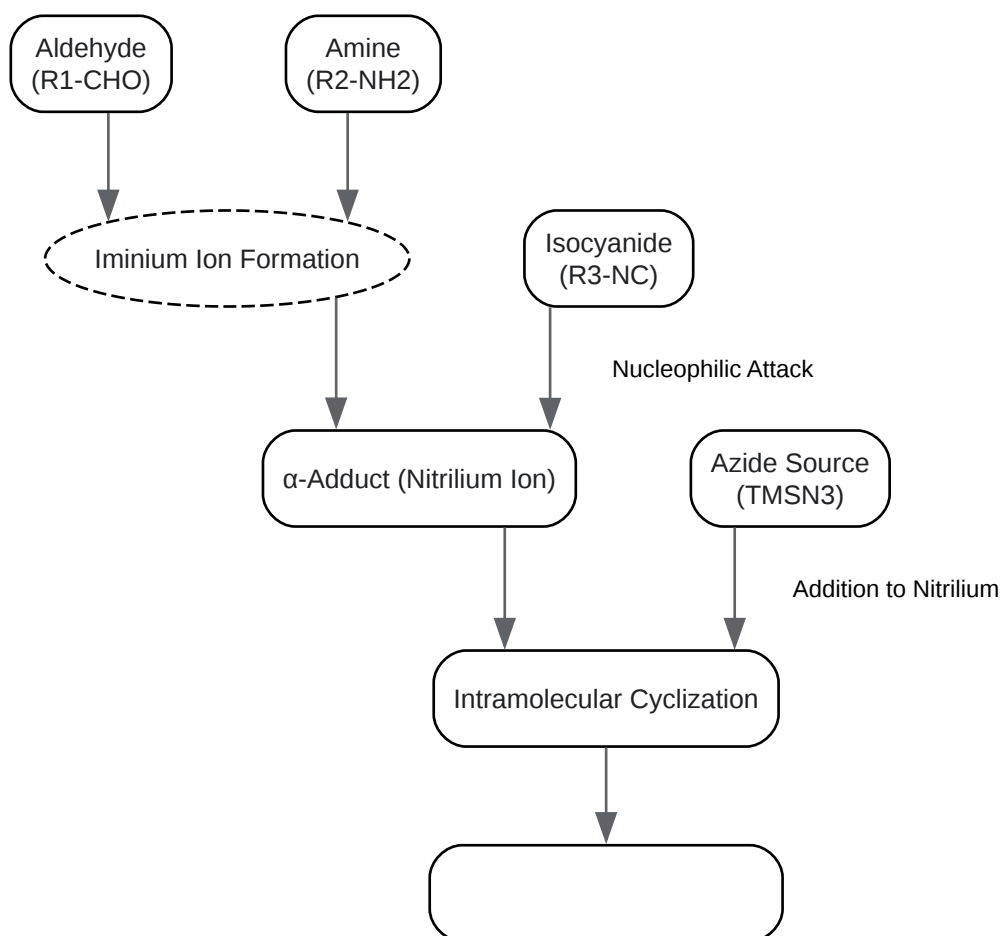 Aldehyde
(R1-CHO)
Amine
(R2-NH2)
Iminium Ion Formation
Isocyanide
(R3-NC)
Nucleophilic Attack
α-Adduct (Nitrilium Ion)
Azide Source
(TMSN3)
Addition to Nitrilium
Intramolecular Cyclization